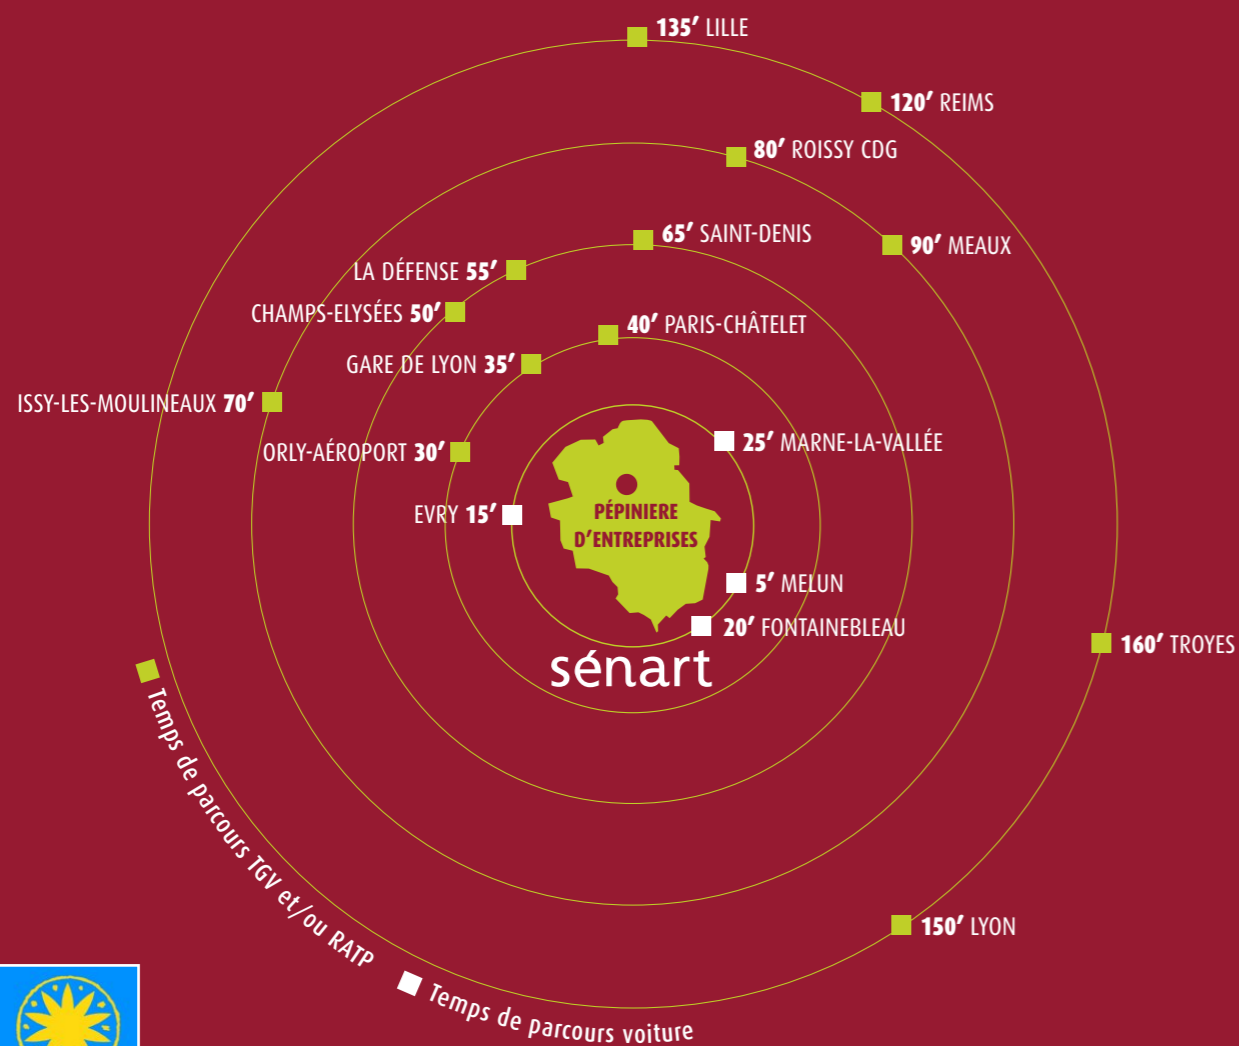 135’ LILLE
120’ REIMS
80’ ROISSY CDG
65’ SAINT-DENIS
90’ MEAUX
LA DÉFENSE 55’
CHAMPS-ELYSÉES 50’
40’ PARIS-CHÂTELET
GARE DE LYON 35’
ISSY-LES-MOULINEAUX 70’
ORLY-AÉROPORT 30’
25’ MARNE-LA-VALLÉE
EVRY 15’
PÉPINIERE
D’ENTREPRISES
5’ MELUN
20’ FONTAINEBLEAU
sénart
160’ TROYES
150’ LYON
Temps de parcours TGV et/ou RATP
Temps de parcours voiture